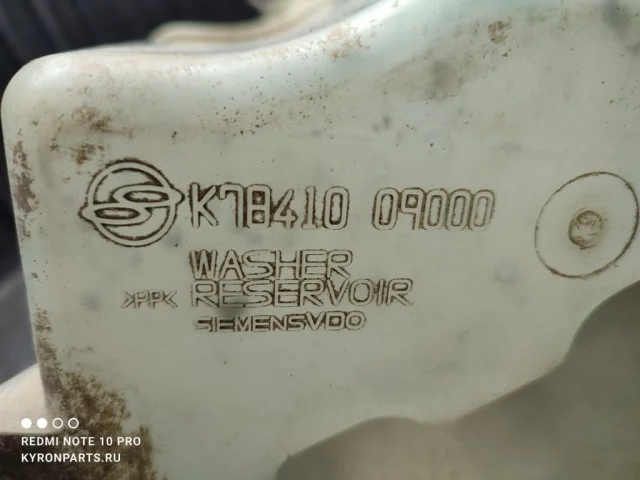 K78410 09000
WASHER
>PP< RESERVOIR
SIEMENSVDO
REDMI NOTE 10 PRO
KYRONPARTS.RU